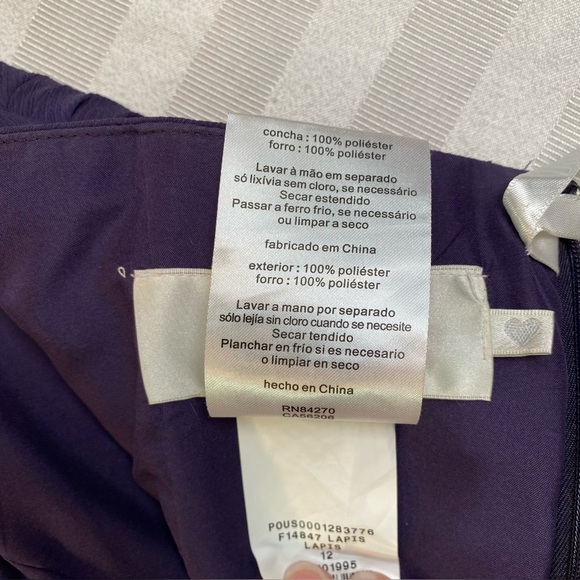 concha : 100% poliéster
forro : 100% poliéster
Lavar à mão em separado
só lixívia sem cloro, se necessário
Secar estendido
Passar a ferro frio, se necessário
ou limpar a seco
fabricado em China
exterior : 100% poliéster
forro : 100% poliéster
Lavar a mano por separado
sólo lejía sin cloro cuando se necesite
Secar tendido
Planchar en frío si es necesario
o limpiar en seco
hecho en China
RN84270
CA56206
POUS0001283776
F14847 LAPIS
LAPIS
12
01995